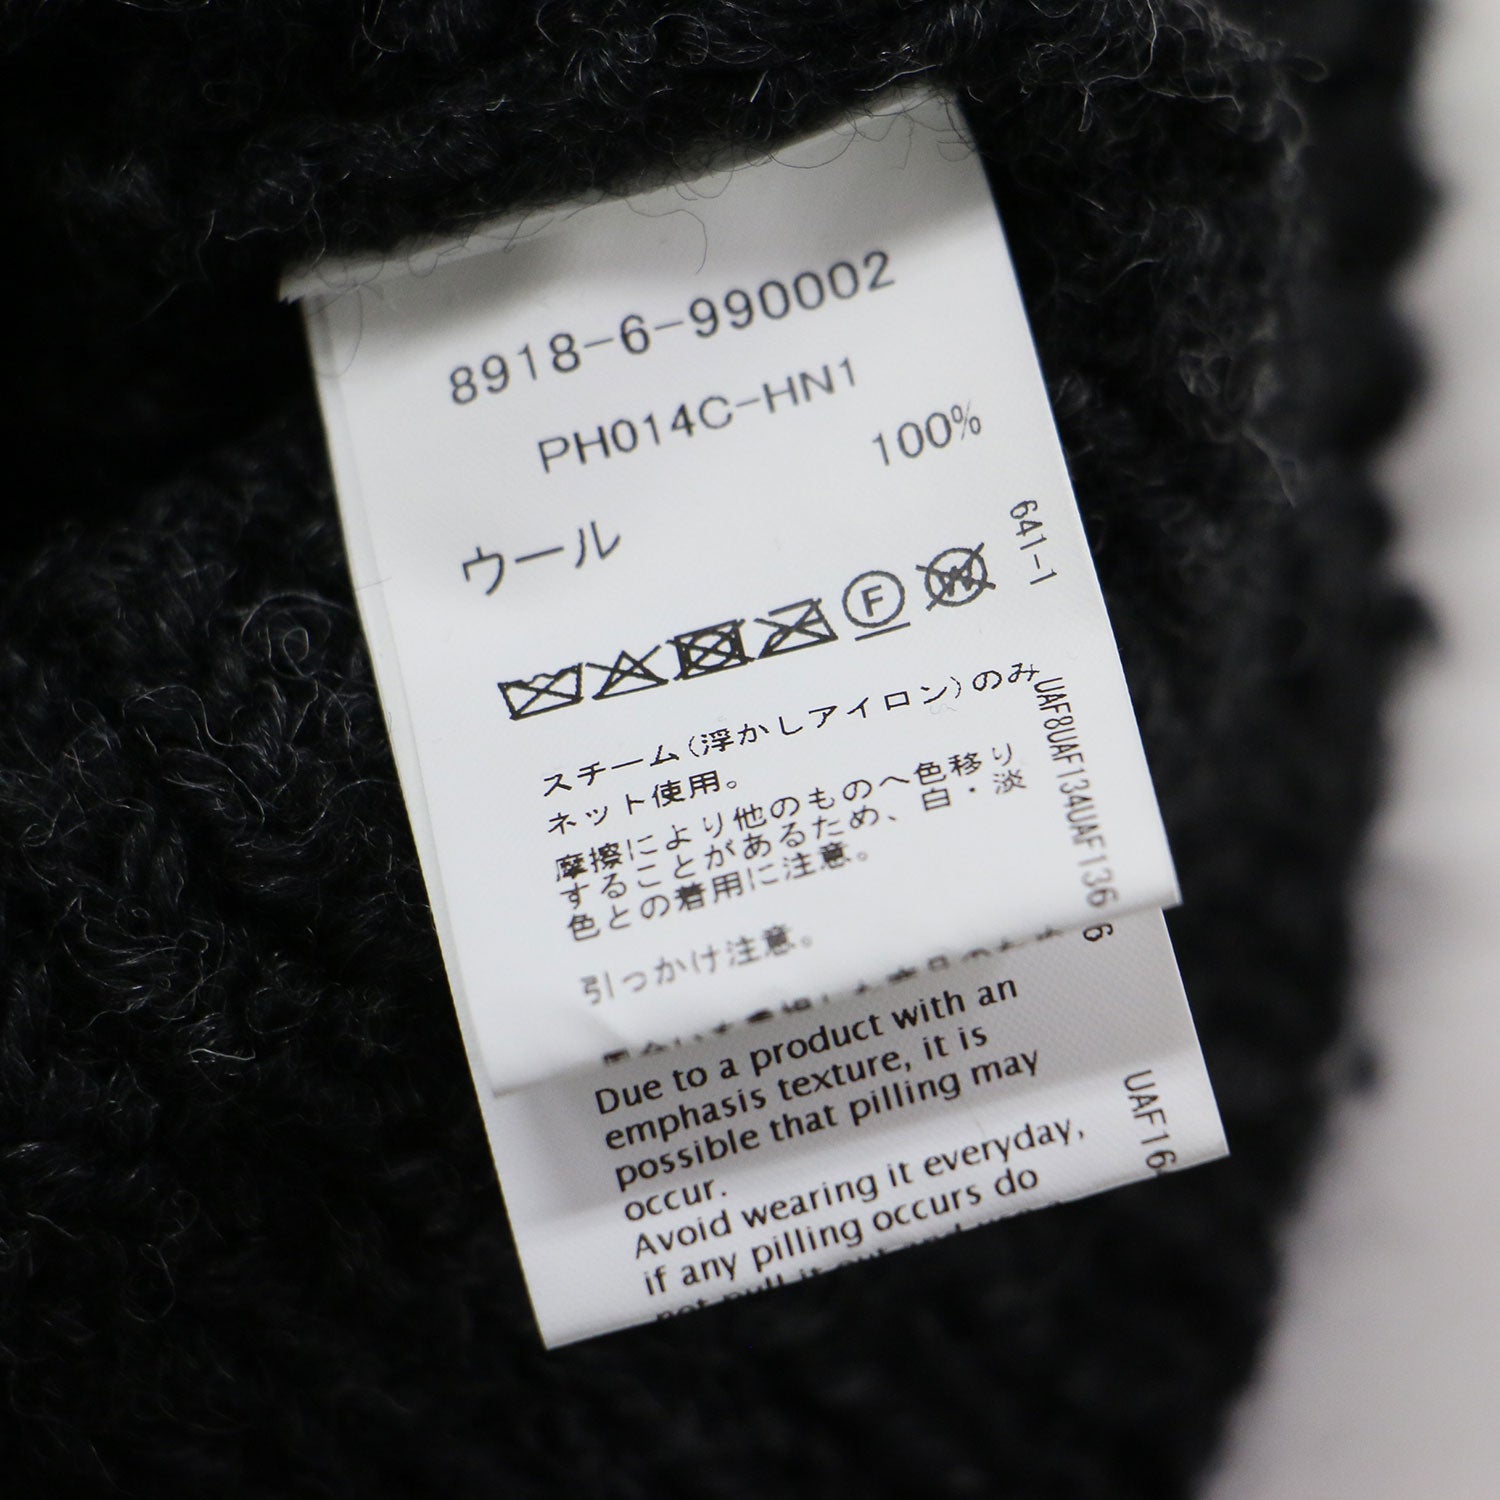 8918-6-990002
PH014C-HN1
100%
ウール
641-1
F
W
スチーム(浮かしアイロン)のみ
ネット使用。
摩擦により他のものへ色移り
することがあるため、白・淡
色との着用に注意。
引っかけ注意。
UAF8UAF134UAF136
6
Due to a product with an
emphasis texture, it is
possible that pilling may
occur.
Avoid wearing it everyday,
if any pilling occurs do
not pull it
UAF16